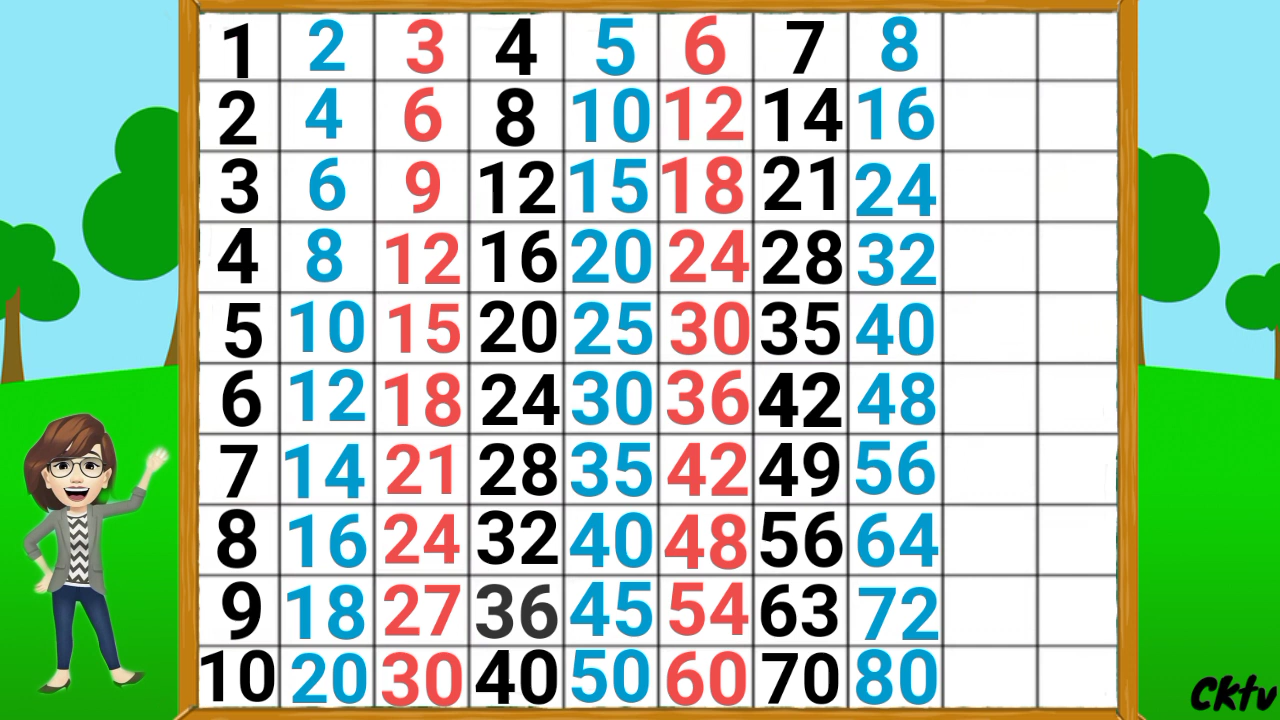 1 2 3 4 5 6 7 8
2 4 6 8 10 12 14 16
3 6 9 12 15 18 21 24
4 8 12 16 20 24 28 32
5 10 15 20 25 30 35 40
6 12 18 24 30 36 42 48
7 14 21 28 35 42 49 56
8 16 24 32 40 48 56 64
9 18 27 36 45 54 63 72
10 20 30 40 50 60 70 80
Cktv